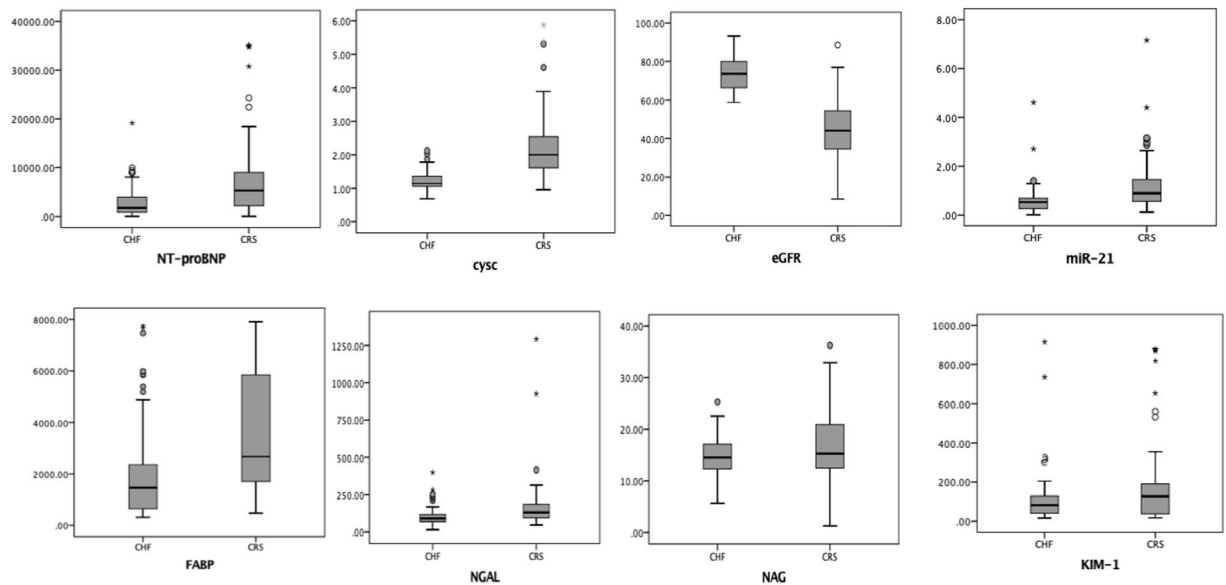 40000.00
30000.00
20000.00
10000.00
.00
CHF CRS
NT-proBNP
6.00
5.00
4.00
3.00
2.00
1.00
.00
CHF CRS
cysc
100.00
80.00
60.00
40.00
20.00
.00
CHF CRS
eGFR
8.00
6.00
4.00
2.00
.00
CHF CRS
miR-21
8000.00
6000.00
4000.00
2000.00
.00
CHF CRS
FABP
1250.00
1000.00
750.00
500.00
250.00
.00
CHF CRS
NGAL
40.00
30.00
20.00
10.00
.00
CHF CRS
NAG
1000.00
800.00
600.00
400.00
200.00
.00
CHF CRS
KIM-1